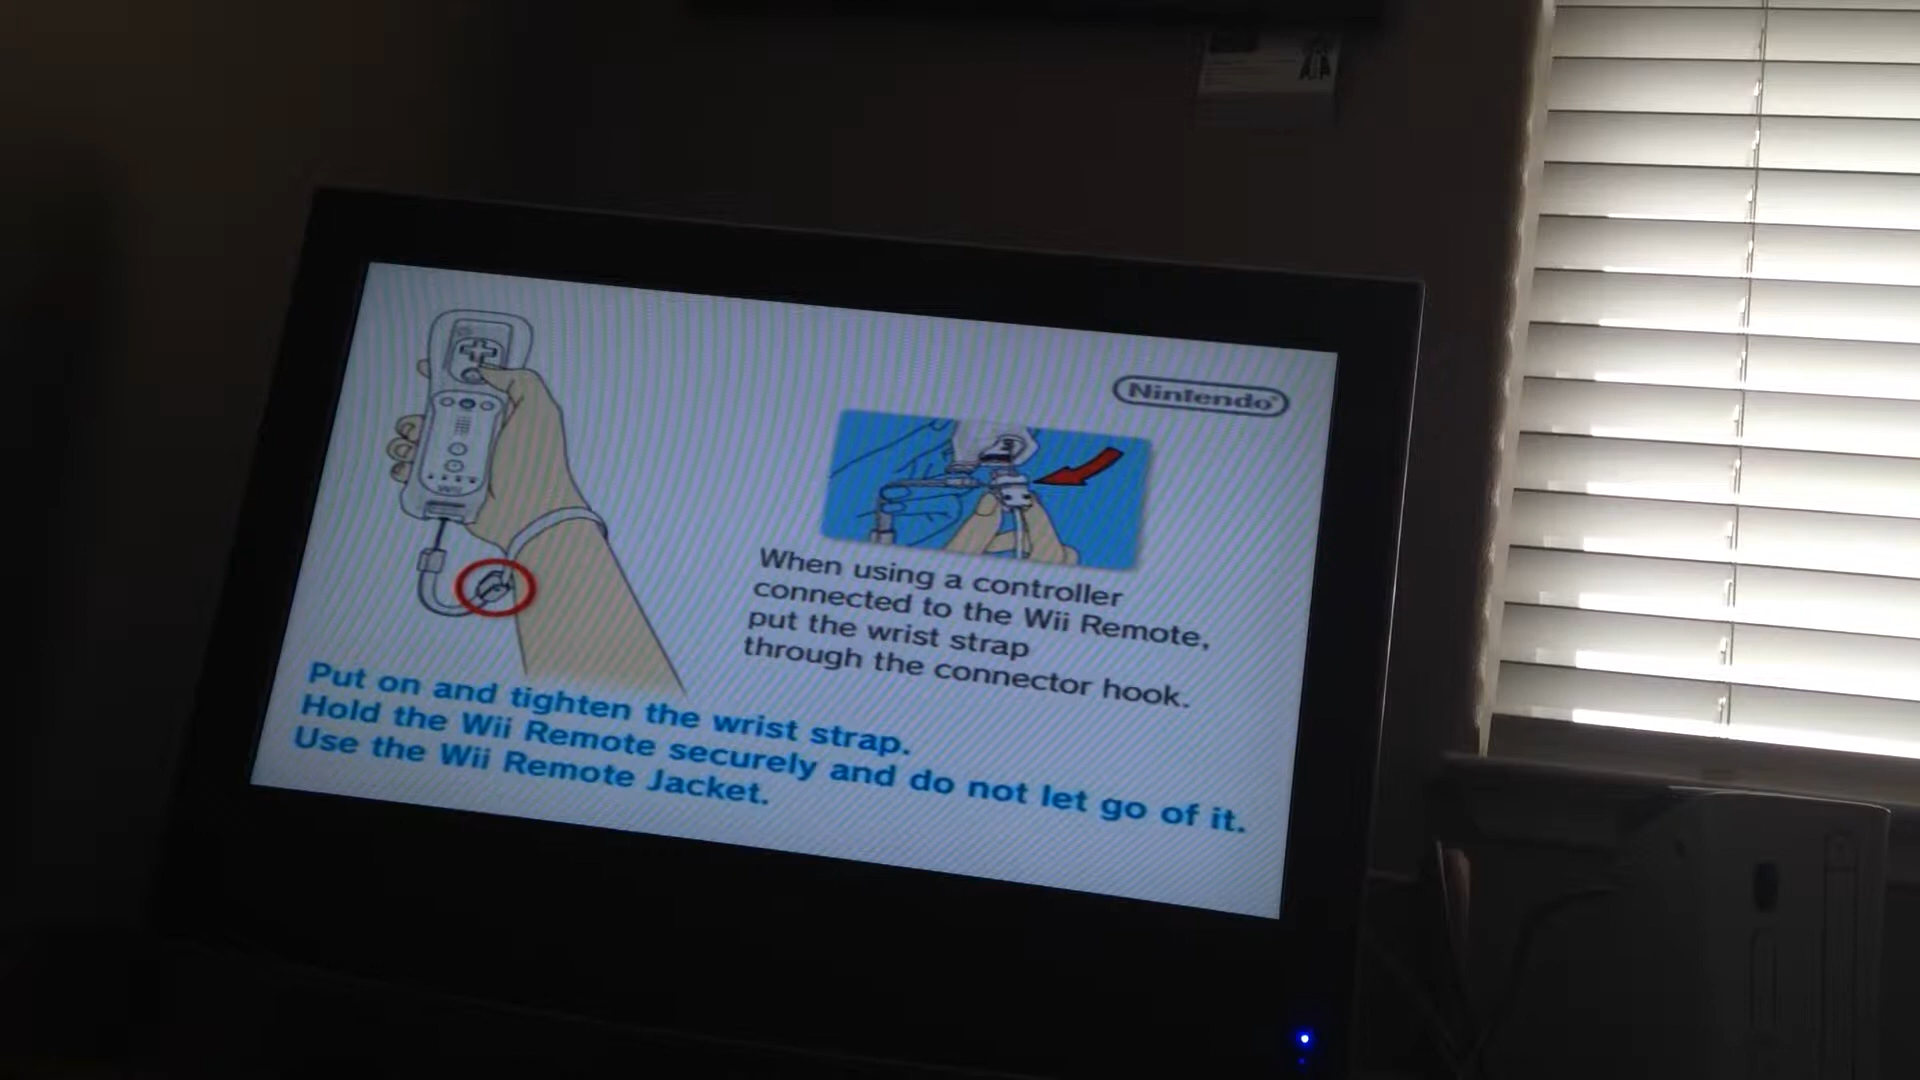 Nintendo
When using a controller
connected to the Wii Remote,
put the wrist strap
through the connector hook.
Put on and tighten the wrist strap.
Hold the Wii Remote securely and do not let go of it.
Use the Wii Remote Jacket.